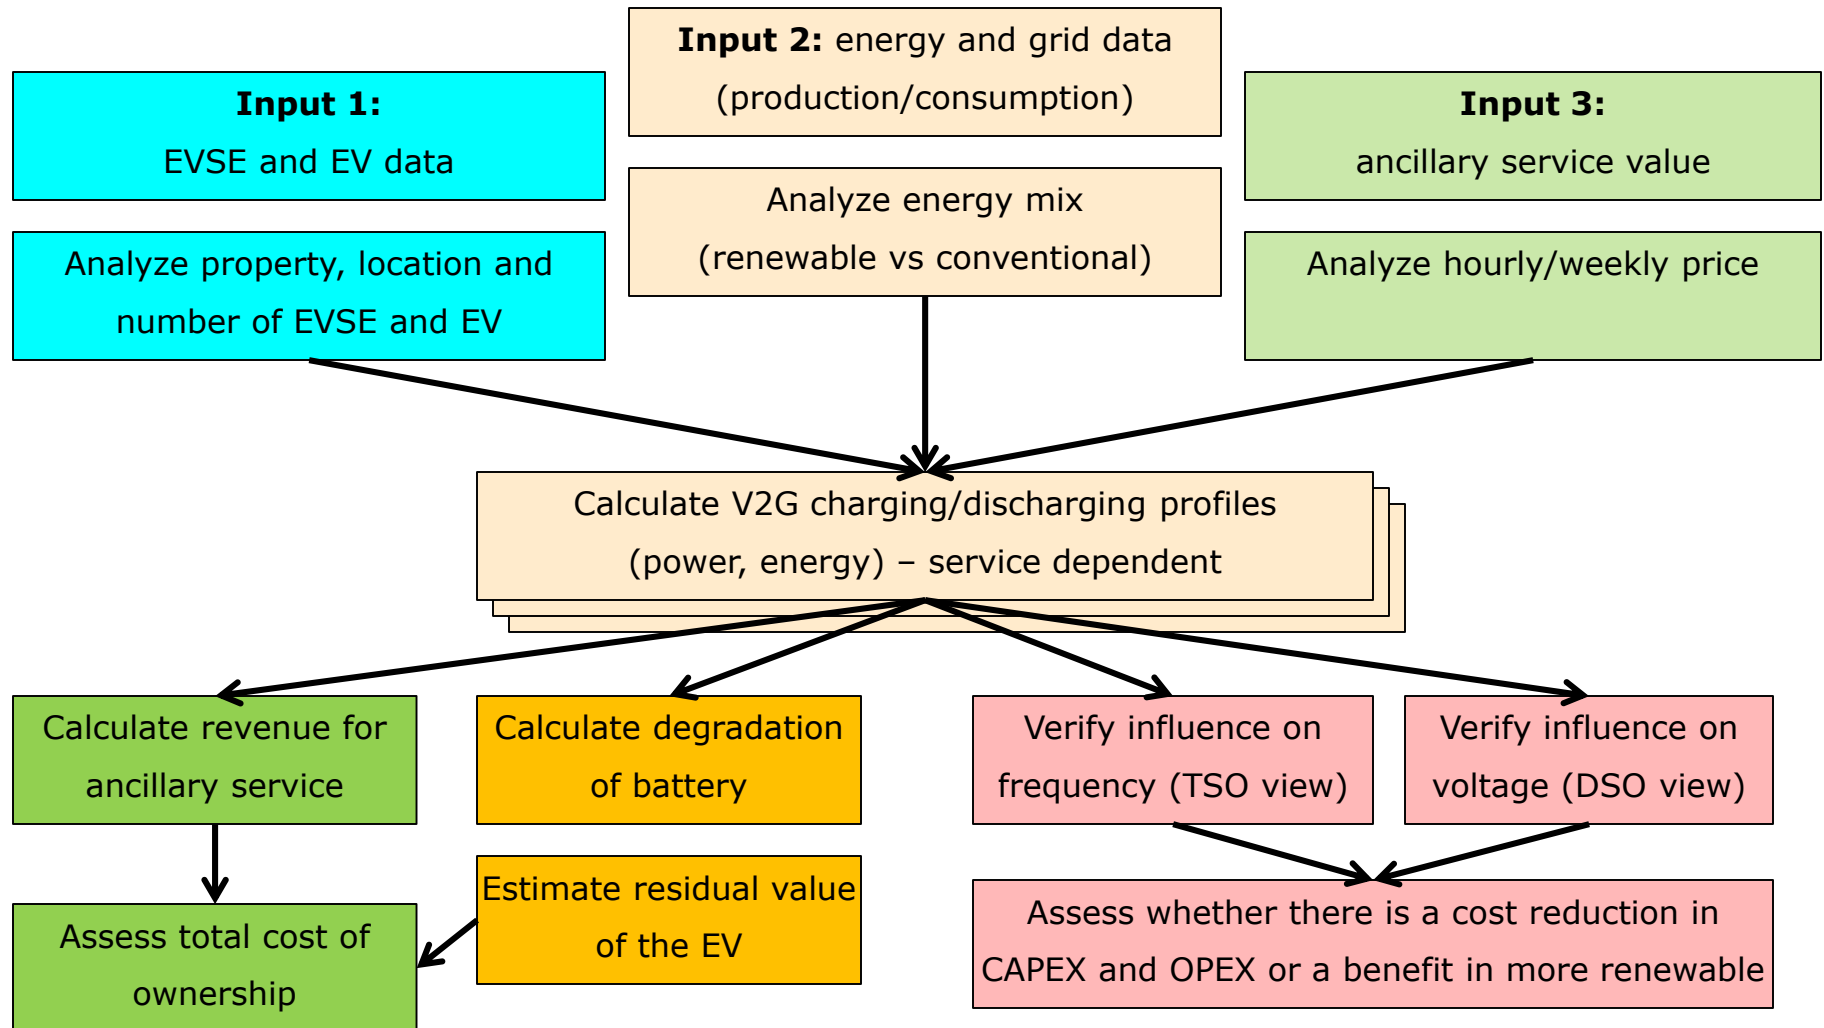 Input 1:
EVSE and EV data
Analyze property, location and
number of EVSE and EV
Input 2: energy and grid data
(production/consumption)
Analyze energy mix
(renewable vs conventional)
Input 3:
ancillary service value
Analyze hourly/weekly price
Calculate V2G charging/discharging profiles
(power, energy) – service dependent
Calculate revenue for
ancillary service
Assess total cost of
ownership
Calculate degradation
of battery
Estimate residual value
of the EV
Verify influence on
frequency (TSO view)
Verify influence on
voltage (DSO view)
Assess whether there is a cost reduction in
CAPEX and OPEX or a benefit in more renewable